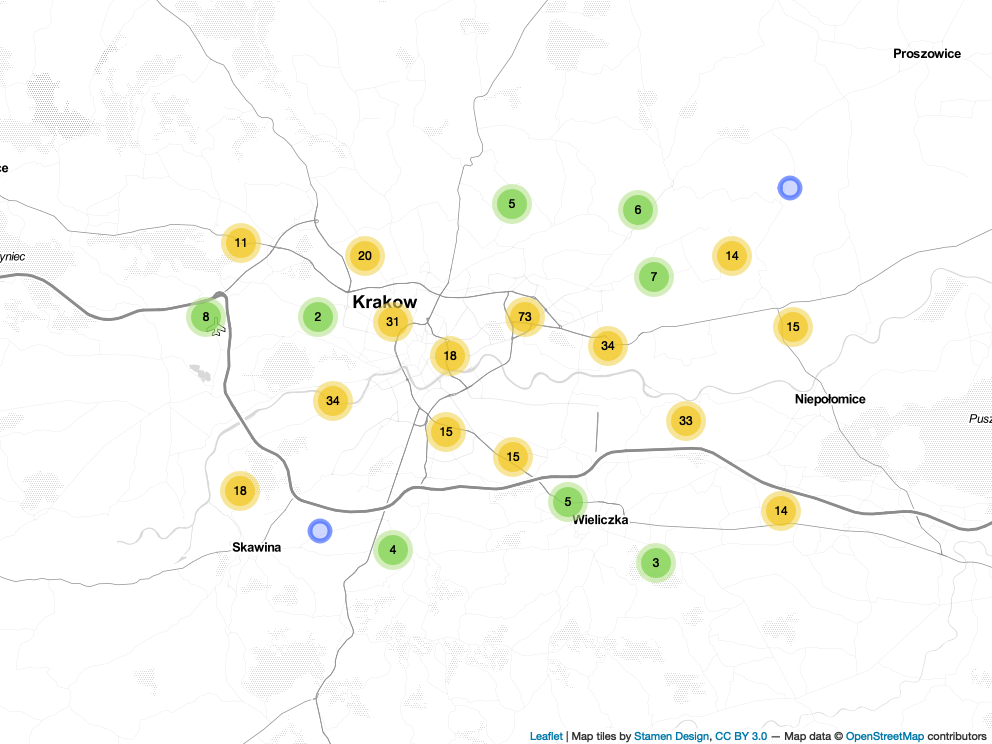 Proszowice
ce
5
6
11
20
14
yniec
7
Krakow
8
2
31
73
15
34
18
34
Niepołomice
33
Pusz
15
15
18
5
14
Wieliczka
Skawina
4
3
Leaflet | Map tiles by Stamen Design, CC BY 3.0 — Map data © OpenStreetMap contributors